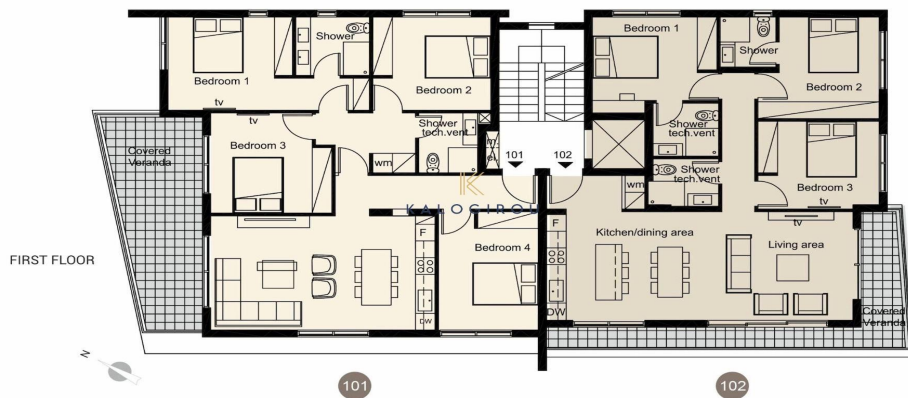 Bedroom 1
Shower
Bedroom 2
tv
tv
Shower
tech.vent
Covered
Veranda
Bedroom 3
wm
101
102
KALOGIROU
F
Bedroom 4
DW
FIRST FLOOR
N
101
Bedroom 1
Shower
Bedroom 2
Shower
tech.vent
Shower
tech.vent
Bedroom 3
wm
tv
F
Kitchen/dining area
tv
Living area
DW
Covered
Veranda
102